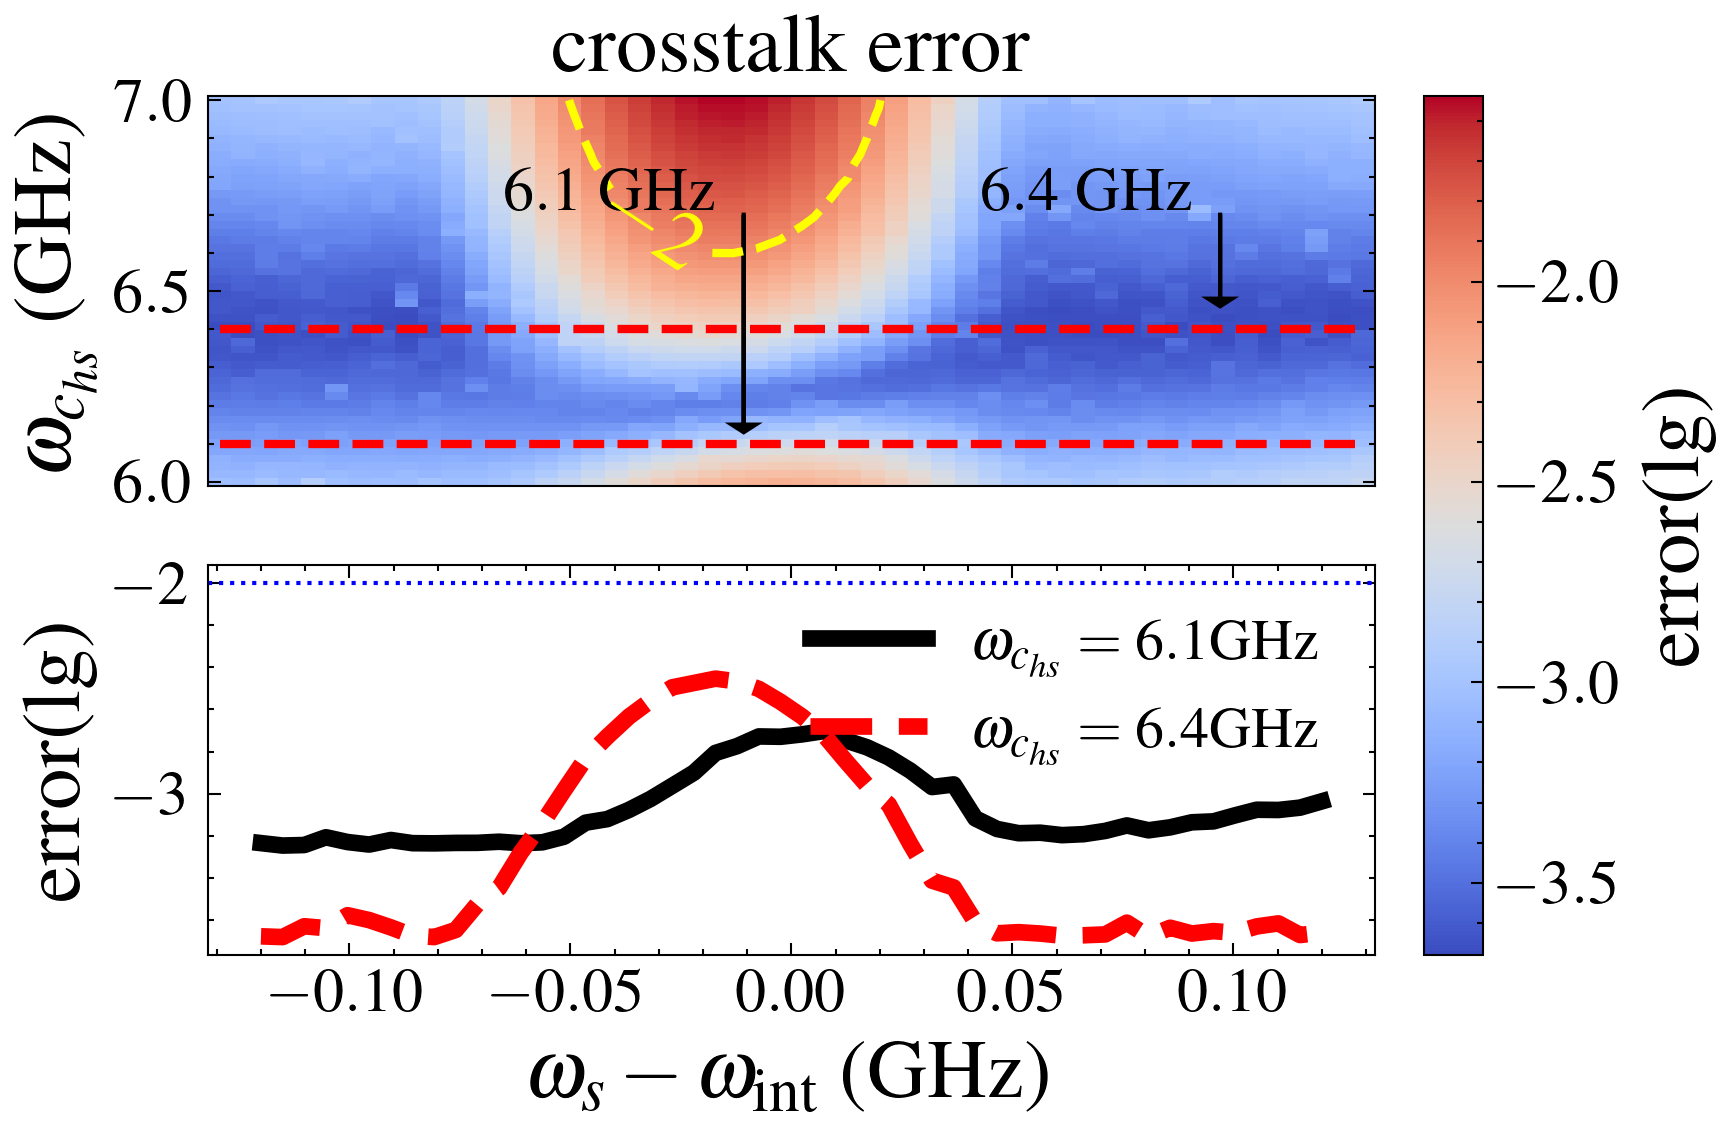 crosstalk error
7.0
6.5
6.0
ω_{c_{hs}} (GHz)
6.1 GHz
6.4 GHz
−2
−2.0
−2.5
−3.0
−3.5
error(lg)
−2
−3
error(lg)
ω_{c_{hs}} = 6.1GHz
ω_{c_{hs}} = 6.4GHz
−0.10 −0.05 0.00 0.05 0.10
ω_s − ω_{int} (GHz)